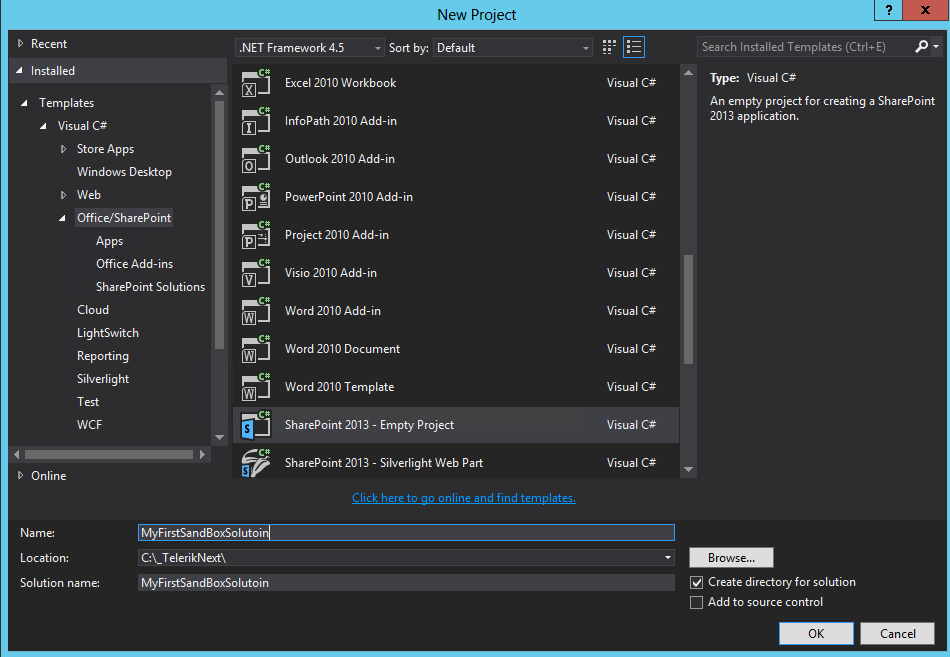 New Project
?
x
Recent
.NET Framework 4.5
Sort by:
Default
Search Installed Templates (Ctrl+E)
Installed
Templates
Visual C#
Store Apps
Windows Desktop
Web
Office/SharePoint
Apps
Office Add-ins
SharePoint Solutions
Cloud
LightSwitch
Reporting
Silverlight
Test
WCF
Online
C# X Excel 2010 Workbook Visual C#
C# I InfoPath 2010 Add-in Visual C#
C# O Outlook 2010 Add-in Visual C#
C# P PowerPoint 2010 Add-in Visual C#
C# P Project 2010 Add-in Visual C#
C# V Visio 2010 Add-in Visual C#
C# W Word 2010 Add-in Visual C#
C# W Word 2010 Document Visual C#
C# W Word 2010 Template Visual C#
C# S SharePoint 2013 - Empty Project Visual C#
C# S SharePoint 2013 - Silverlight Web Part Visual C#
Click here to go online and find templates.
Type: Visual C#
An empty project for creating a SharePoint
2013 application.
Name: MyFirstSandBoxSolutoin
Location: C:\_TelerikNext\ Browse...
Solution name: MyFirstSandBoxSolutoin
Create directory for solution
Add to source control
OK Cancel